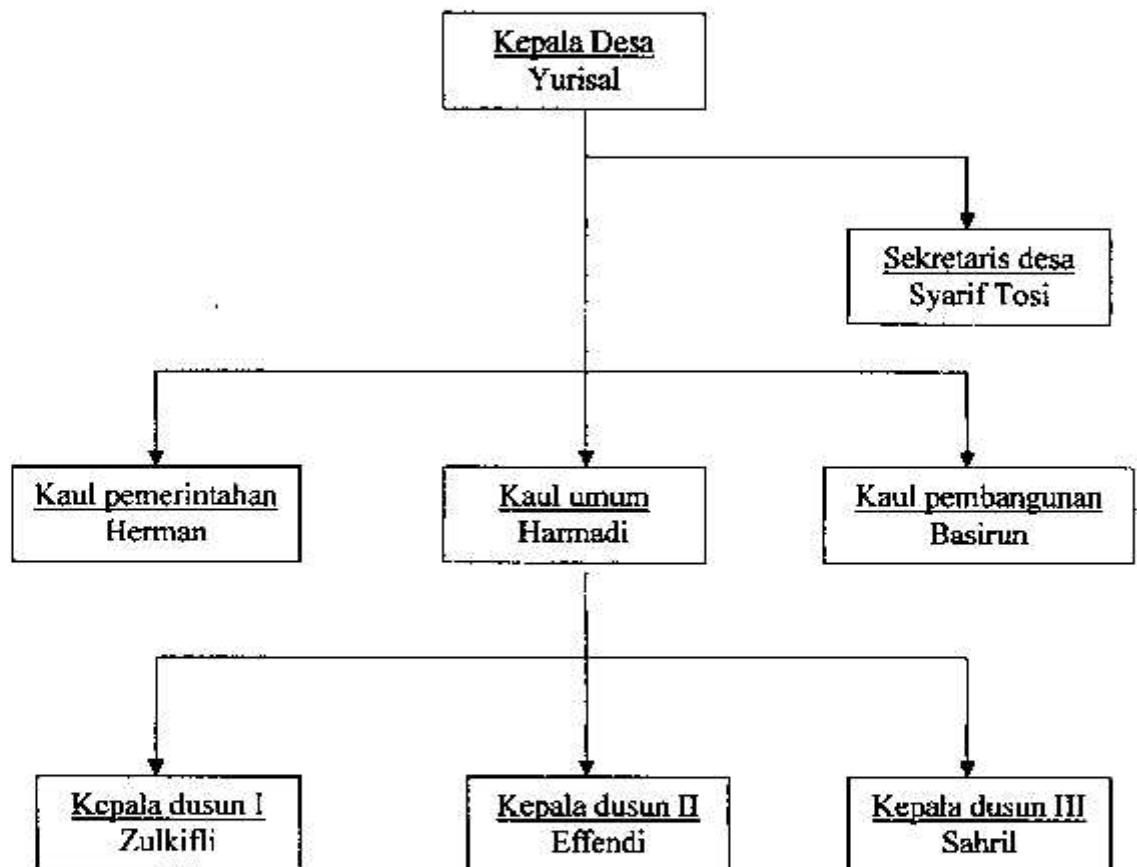 Kepala Desa
Yurisal
Sekretaris desa
Syarif Tosi
Kaul pemerintahan
Herman
Kaul umum
Harmadi
Kaul pembangunan
Basirun
Kepala dusun I
Zulkifli
Kepala dusun II
Effendi
Kepala dusun III
Sahril